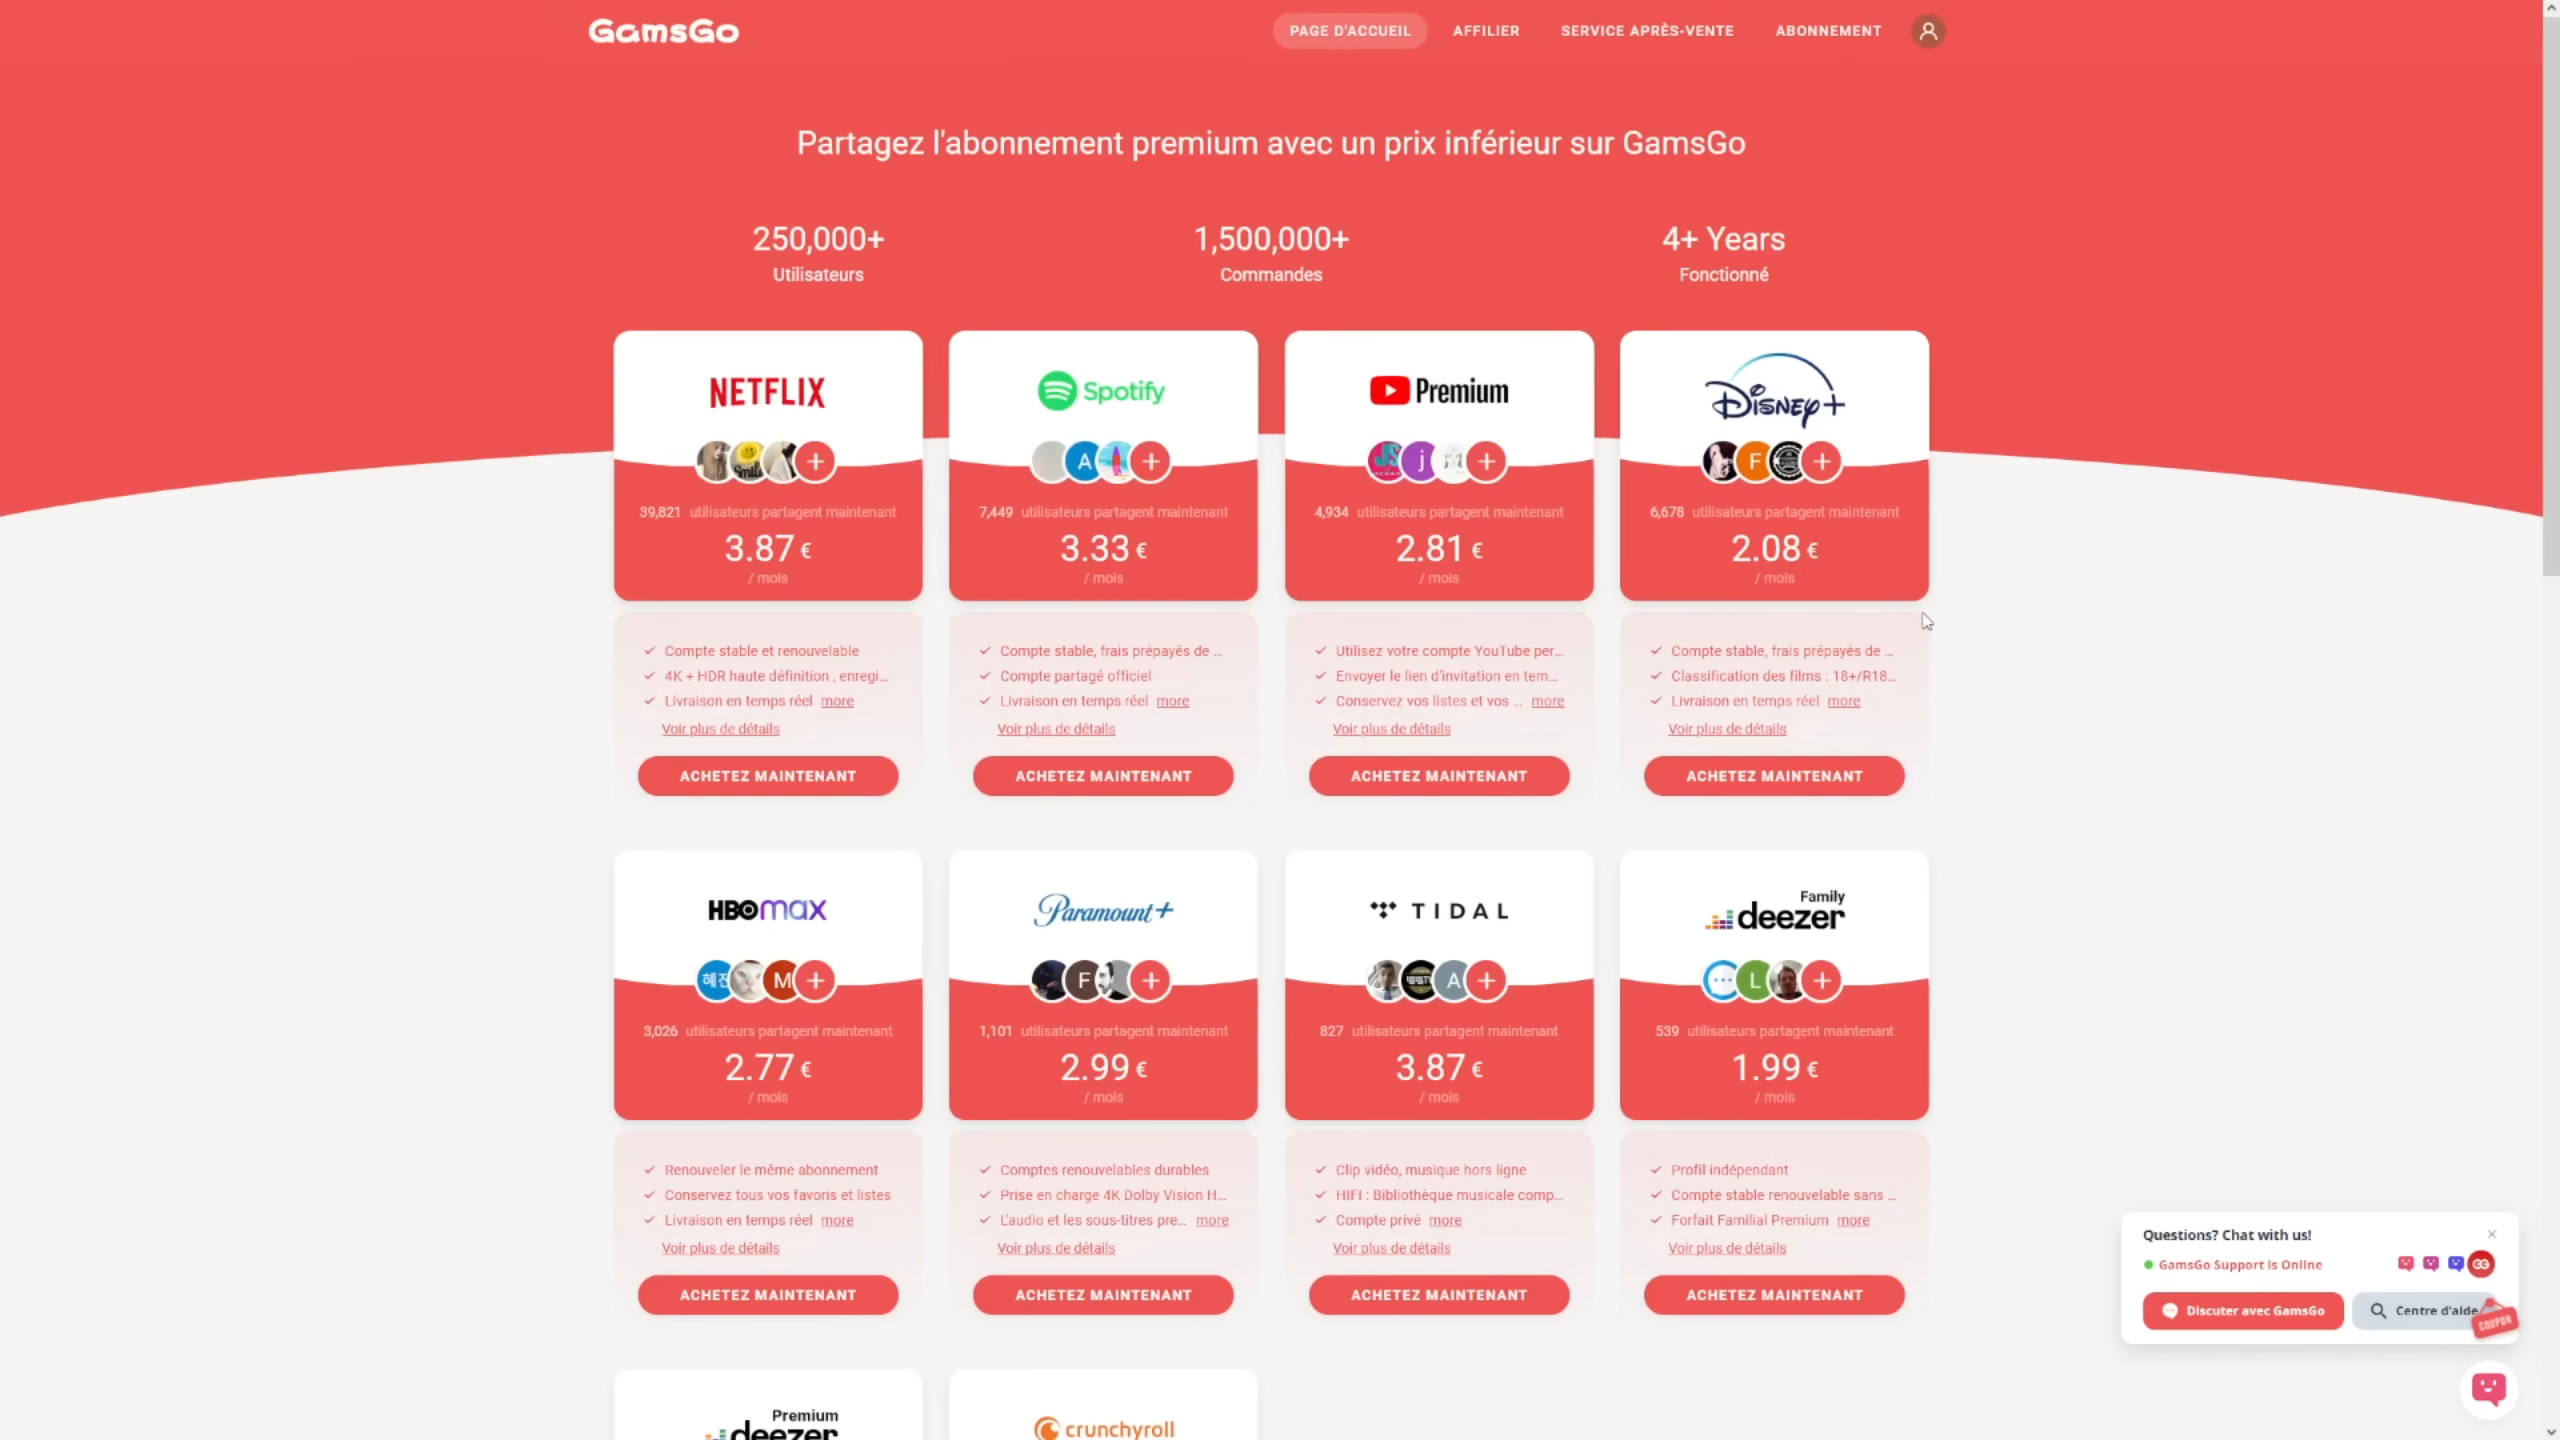 GamsGo
PAGE D'ACCUEIL
AFFILIER
SERVICE APRÈS-VENTE
ABONNEMENT
Partagez l'abonnement premium avec un prix inférieur sur GamsGo
250,000+
Utilisateurs
1,500,000+
Commandes
4+ Years
Fonctionné
NETFLIX
39,821 utilisateurs partagent maintenant
3.87 €
/ mois
Compte stable et renouvelable
4K + HDR haute définition , enregi...
Livraison en temps réel more
Voir plus de détails
ACHETEZ MAINTENANT
Spotify
A
7,449 utilisateurs partagent maintenant
3.33 €
/ mois
Compte stable, frais prépayés de ...
Compte partagé officiel
Livraison en temps réel more
Voir plus de détails
ACHETEZ MAINTENANT
Premium
JS
j
4,934 utilisateurs partagent maintenant
2.81 €
/ mois
Utilisez votre compte YouTube per...
Envoyer le lien d'invitation en tem...
Conservez vos listes et vos ... more
Voir plus de détails
ACHETEZ MAINTENANT
Disney+
F
6,678 utilisateurs partagent maintenant
2.08 €
/ mois
Compte stable, frais prépayés de ...
Classification des films : 18+/R18...
Livraison en temps réel more
Voir plus de détails
ACHETEZ MAINTENANT
HBOmax
혜진
M
3,026 utilisateurs partagent maintenant
2.77 €
/ mois
Renouveler le même abonnement
Conservez tous vos favoris et listes
Livraison en temps réel more
Voir plus de détails
ACHETEZ MAINTENANT
Paramount+
F
1,101 utilisateurs partagent maintenant
2.99 €
/ mois
Comptes renouvelables durables
Prise en charge 4K Dolby Vision H...
L'audio et les sous-titres pre... more
Voir plus de détails
ACHETEZ MAINTENANT
TIDAL
A
827 utilisateurs partagent maintenant
3.87 €
/ mois
Clip vidéo, musique hors ligne
HIFI : Bibliothèque musicale comp...
Compte privé more
Voir plus de détails
ACHETEZ MAINTENANT
Family
deezer
L
539 utilisateurs partagent maintenant
1.99 €
/ mois
Profil indépendant
Compte stable renouvelable sans ...
Forfait Familial Premium more
Voir plus de détails
ACHETEZ MAINTENANT
Premium
deezer
crunchyroll
Questions? Chat with us!
GamsGo Support is Online
GG
Discuter avec GamsGo
Centre d'aide
COUPON